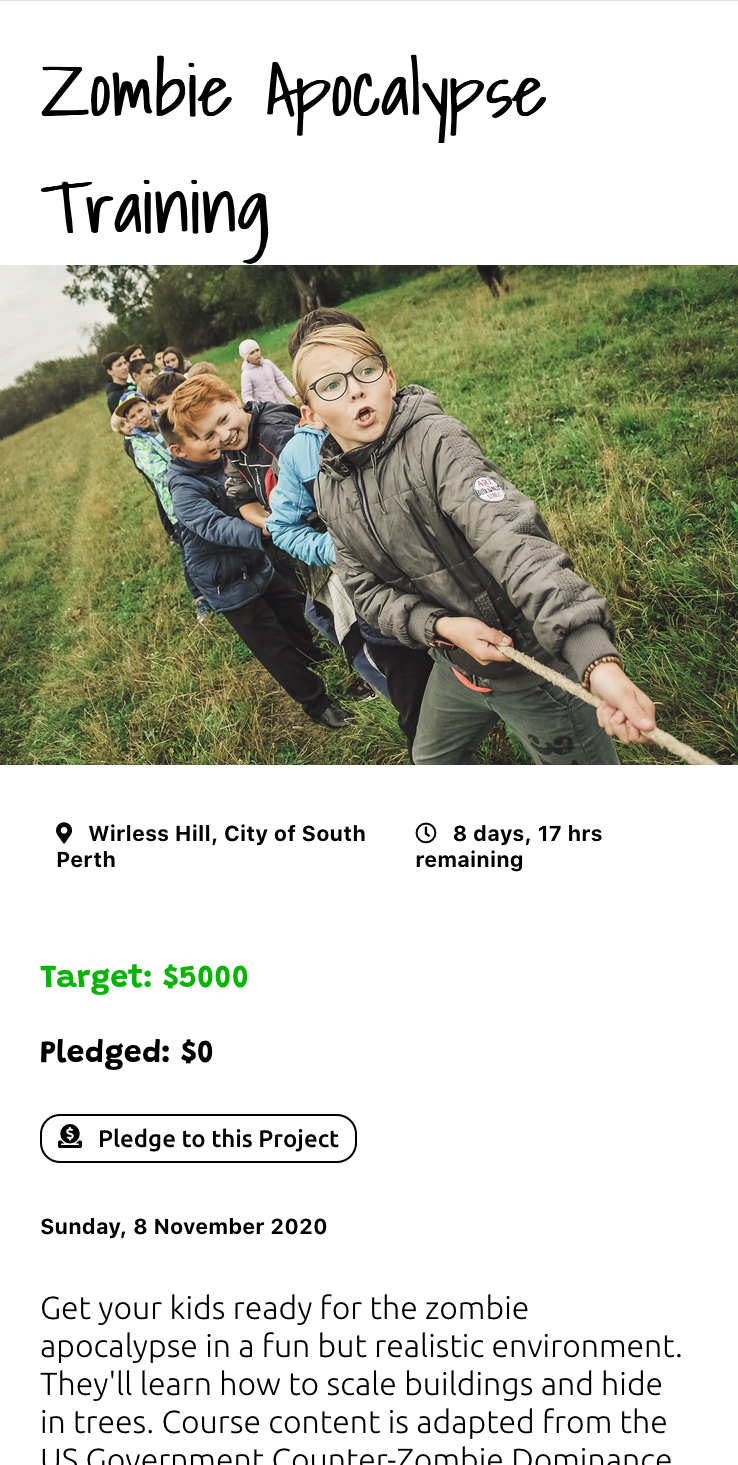 Zombie Apocalypse
Training
Wirless Hill, City of South
Perth
8 days, 17 hrs
remaining
Target: $5000
Pledged: $0
Pledge to this Project
Sunday, 8 November 2020
Get your kids ready for the zombie
apocalypse in a fun but realistic environment.
They'll learn how to scale buildings and hide
in trees. Course content is adapted from the
US Government Counter-Zombie Dominance